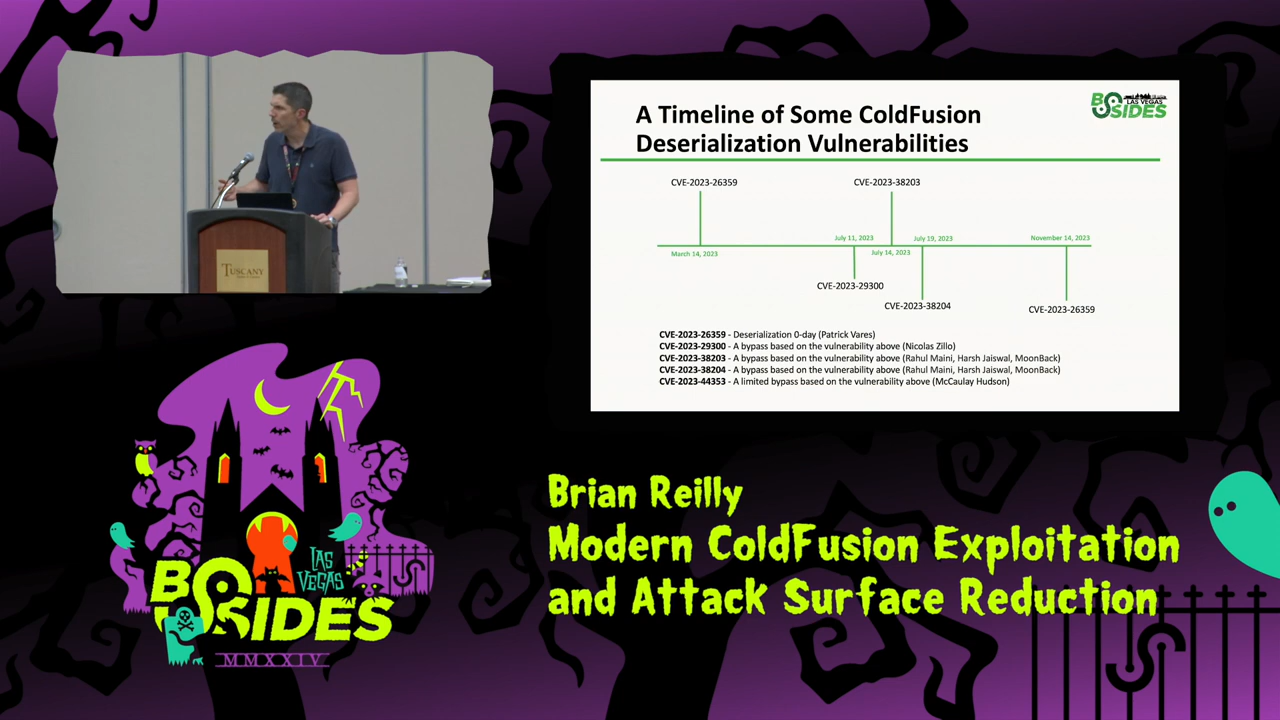 TUSCANY
A Timeline of Some ColdFusion
Deserialization Vulnerabilities
BSIDES
LAS VEGAS
CVE-2023-26359
CVE-2023-38203
July 11, 2023
July 19, 2023
November 14, 2023
March 14, 2023
July 14, 2023
CVE-2023-29300
CVE-2023-38204
CVE-2023-26359
CVE-2023-26359 - Deserialization 0-day (Patrick Vares)
CVE-2023-29300 - A bypass based on the vulnerability above (Nicolas Zillo)
CVE-2023-38203 - A bypass based on the vulnerability above (Rahul Maini, Harsh Jaiswal, MoonBack)
CVE-2023-38204 - A bypass based on the vulnerability above (Rahul Maini, Harsh Jaiswal, MoonBack)
CVE-2023-44353 - A limited bypass based on the vulnerability above (McCaulay Hudson)
LAS
VEGAS
BSIDES
MMXXIV
Brian Reilly
Modern ColdFusion Exploitation
and Attack Surface Reduction